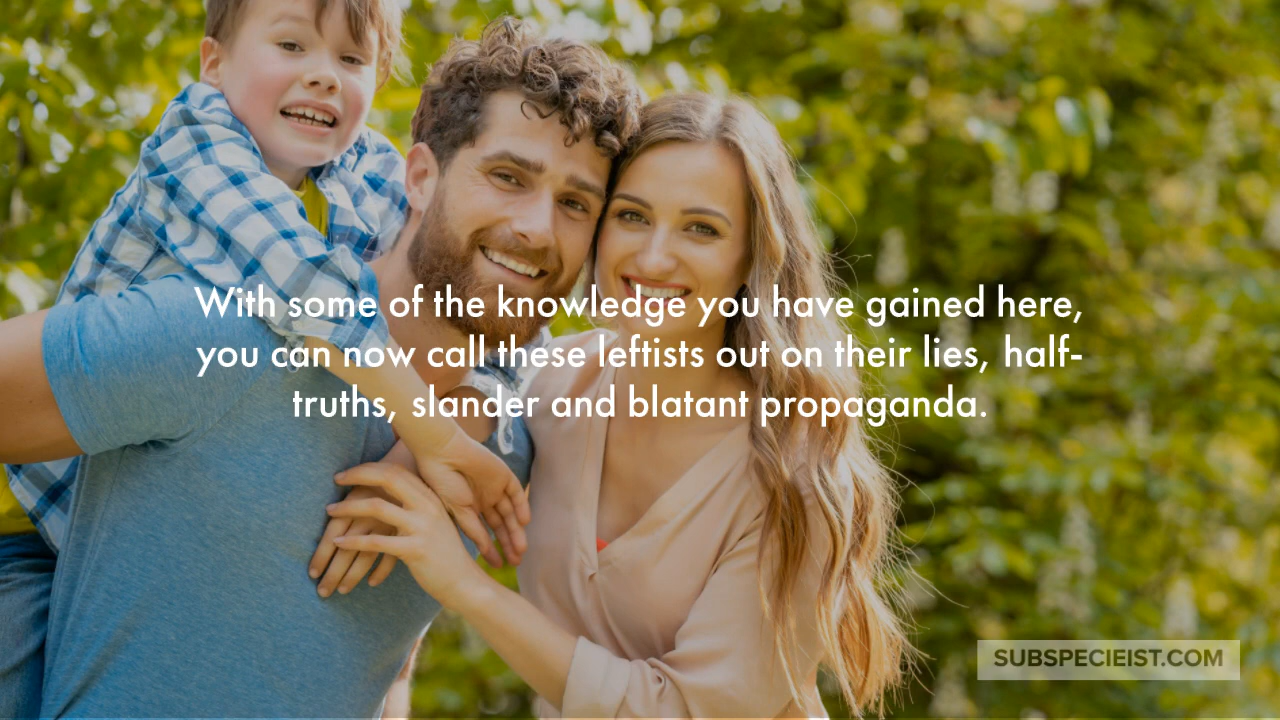 With some of the knowledge you have gained here,
you can now call these leftists out on their lies, half-
truths, slander and blatant propaganda.
SUBSPECIEIST.COM